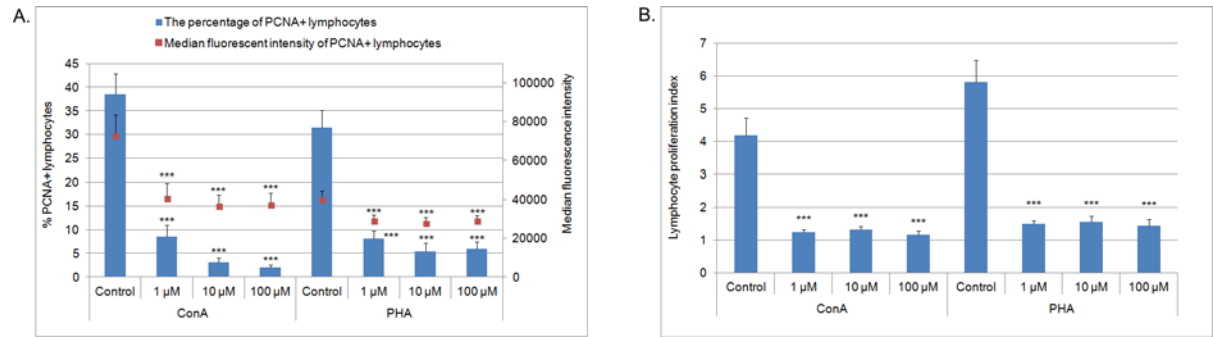 A.
The percentage of PCNA+ lymphocytes
Median fluorescent intensity of PCNA+ lymphocytes
% PCNA+ lymphocytes
45
40
35
30
25
20
15
10
5
0
100000
80000
60000
40000
20000
0
Median fluorescence intensity
*** *** *** *** *** ***
*** *** *** *** *** ***
Control 1 µM 10 µM 100 µM Control 1 µM 10 µM 100 µM
ConA PHA
B.
Lymphocyte proliferation index
7
6
5
4
3
2
1
0
*** *** *** *** *** ***
Control 1 µM 10 µM 100 µM Control 1 µM 10 µM 100 µM
ConA PHA